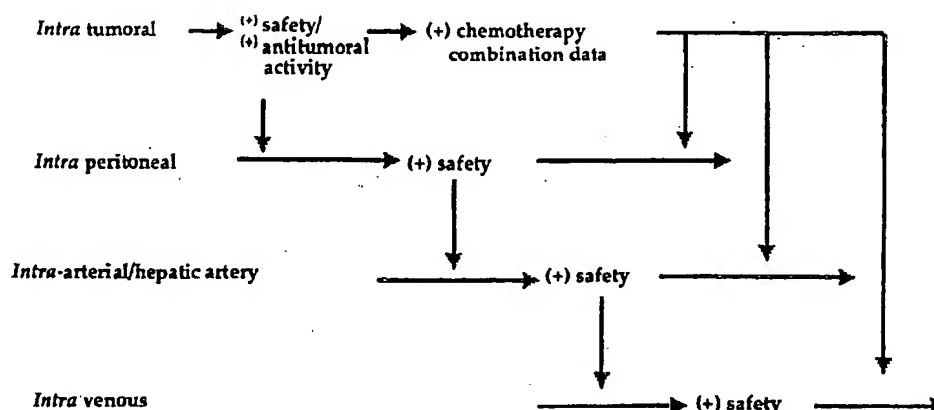 Intra tumoral
(+) safety/
(+) antitumoral
activity
(+) chemotherapy
combination data
Intra peritoneal
(+) safety
Intra-arterial/hepatic artery
(+) safety
Intra venous
(+) safety